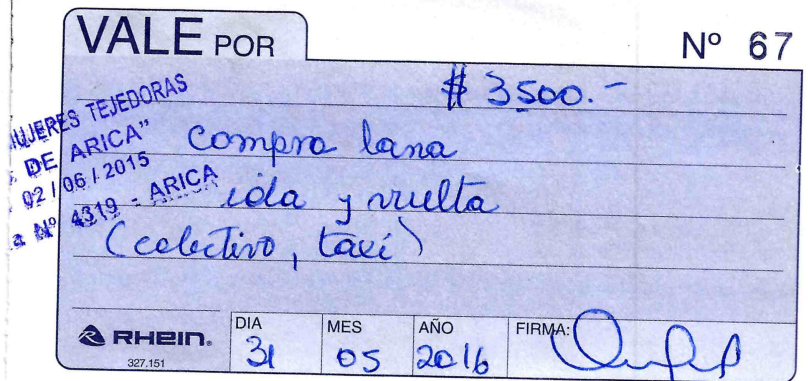 VALE POR
Nº 67
# 3500.-
MUJERES TEJEDORAS
DE ARICA"
02 / 06 / 2015
Nº 4319 - ARICA
compra lana
ida y vuelta
(colectivo, taxi)
RHEIN.
327.151
DIA 31
MES 05
AÑO 2016
FIRMA: